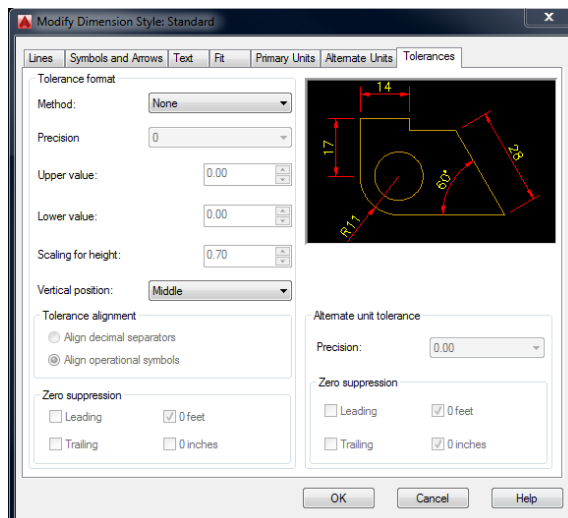 Modify Dimension Style: Standard
X
Lines Symbols and Arrows Text Fit Primary Units Alternate Units Tolerances
Tolerance format
Method: None
Precision 0
Upper value: 0.00
Lower value: 0.00
Scaling for height: 0.70
Vertical position: Middle
Tolerance alignment
Align decimal separators
Align operational symbols
Zero suppression
Leading 0 feet
Trailing 0 inches
14
17
28
60°
R11
Alternate unit tolerance
Precision: 0.00
Zero suppression
Leading 0 feet
Trailing 0 inches
OK Cancel Help